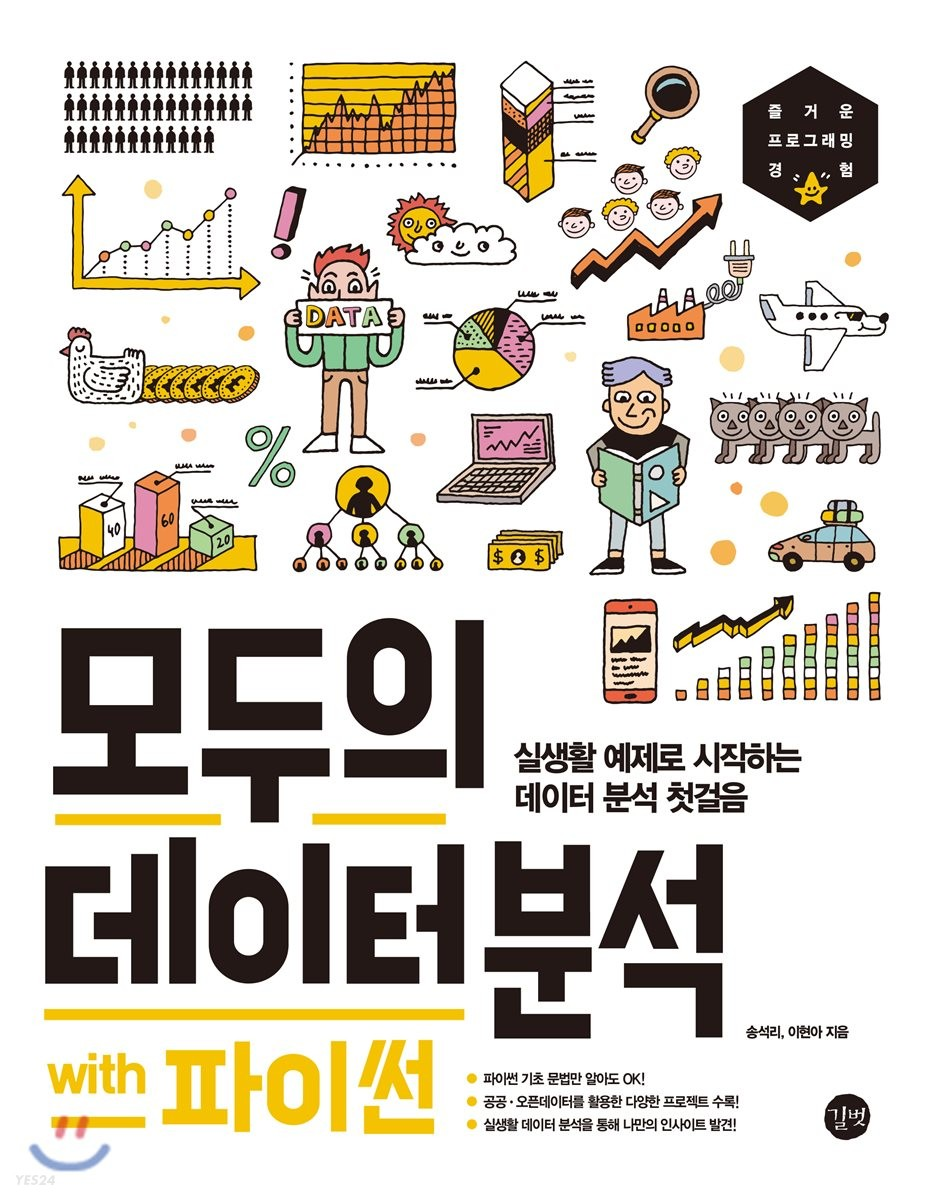 즐거운
프로그래밍
경험
DATA
%
40
60
20
$ $
모두의
실생활 예제로 시작하는
데이터 분석 첫걸음
데이터 분석
송석리, 이현아 지음
with 파이썬
파이썬 기초 문법만 알아도 OK!
공공·오픈데이터를 활용한 다양한 프로젝트 수록!
실생활 데이터 분석을 통해 나만의 인사이트 발견!
길벗
YES24